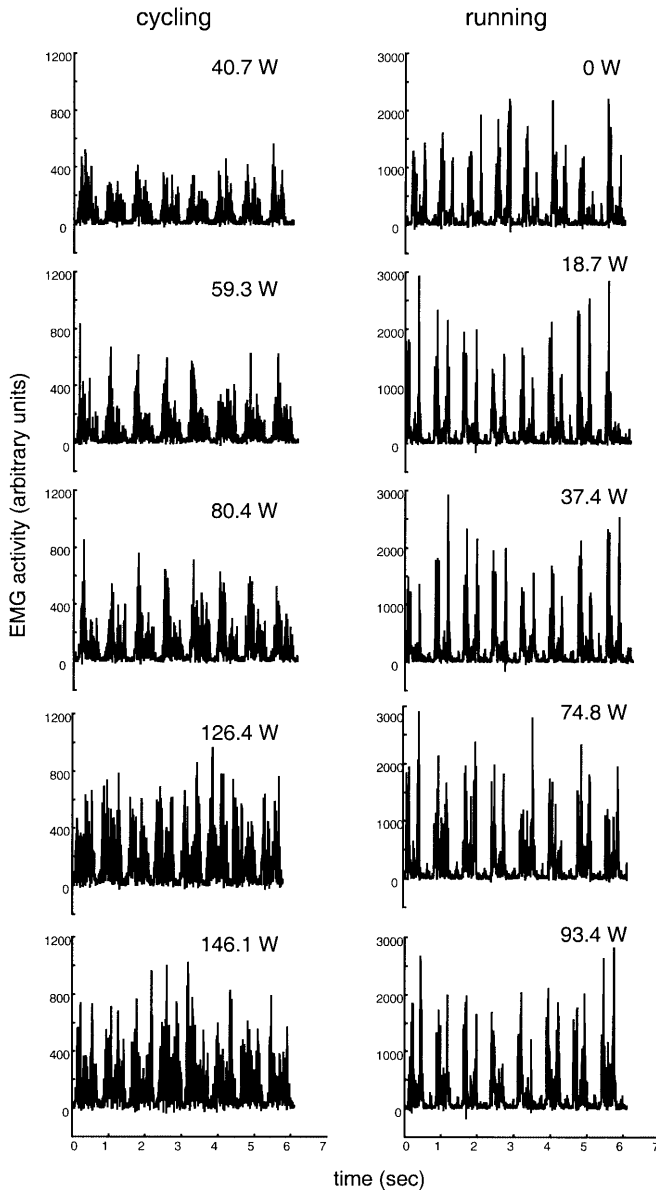 cycling
running
1200
800
400
0
40.7 W
3000
2000
1000
0
0 W
1200
800
400
0
59.3 W
3000
2000
1000
0
18.7 W
EMG activity (arbitrary units)
1200
800
400
0
80.4 W
3000
2000
1000
0
37.4 W
1200
800
400
0
126.4 W
3000
2000
1000
0
74.8 W
1200
800
400
0
146.1 W
3000
2000
1000
0
93.4 W
0 1 2 3 4 5 6 7
0 1 2 3 4 5 6 7
time (sec)